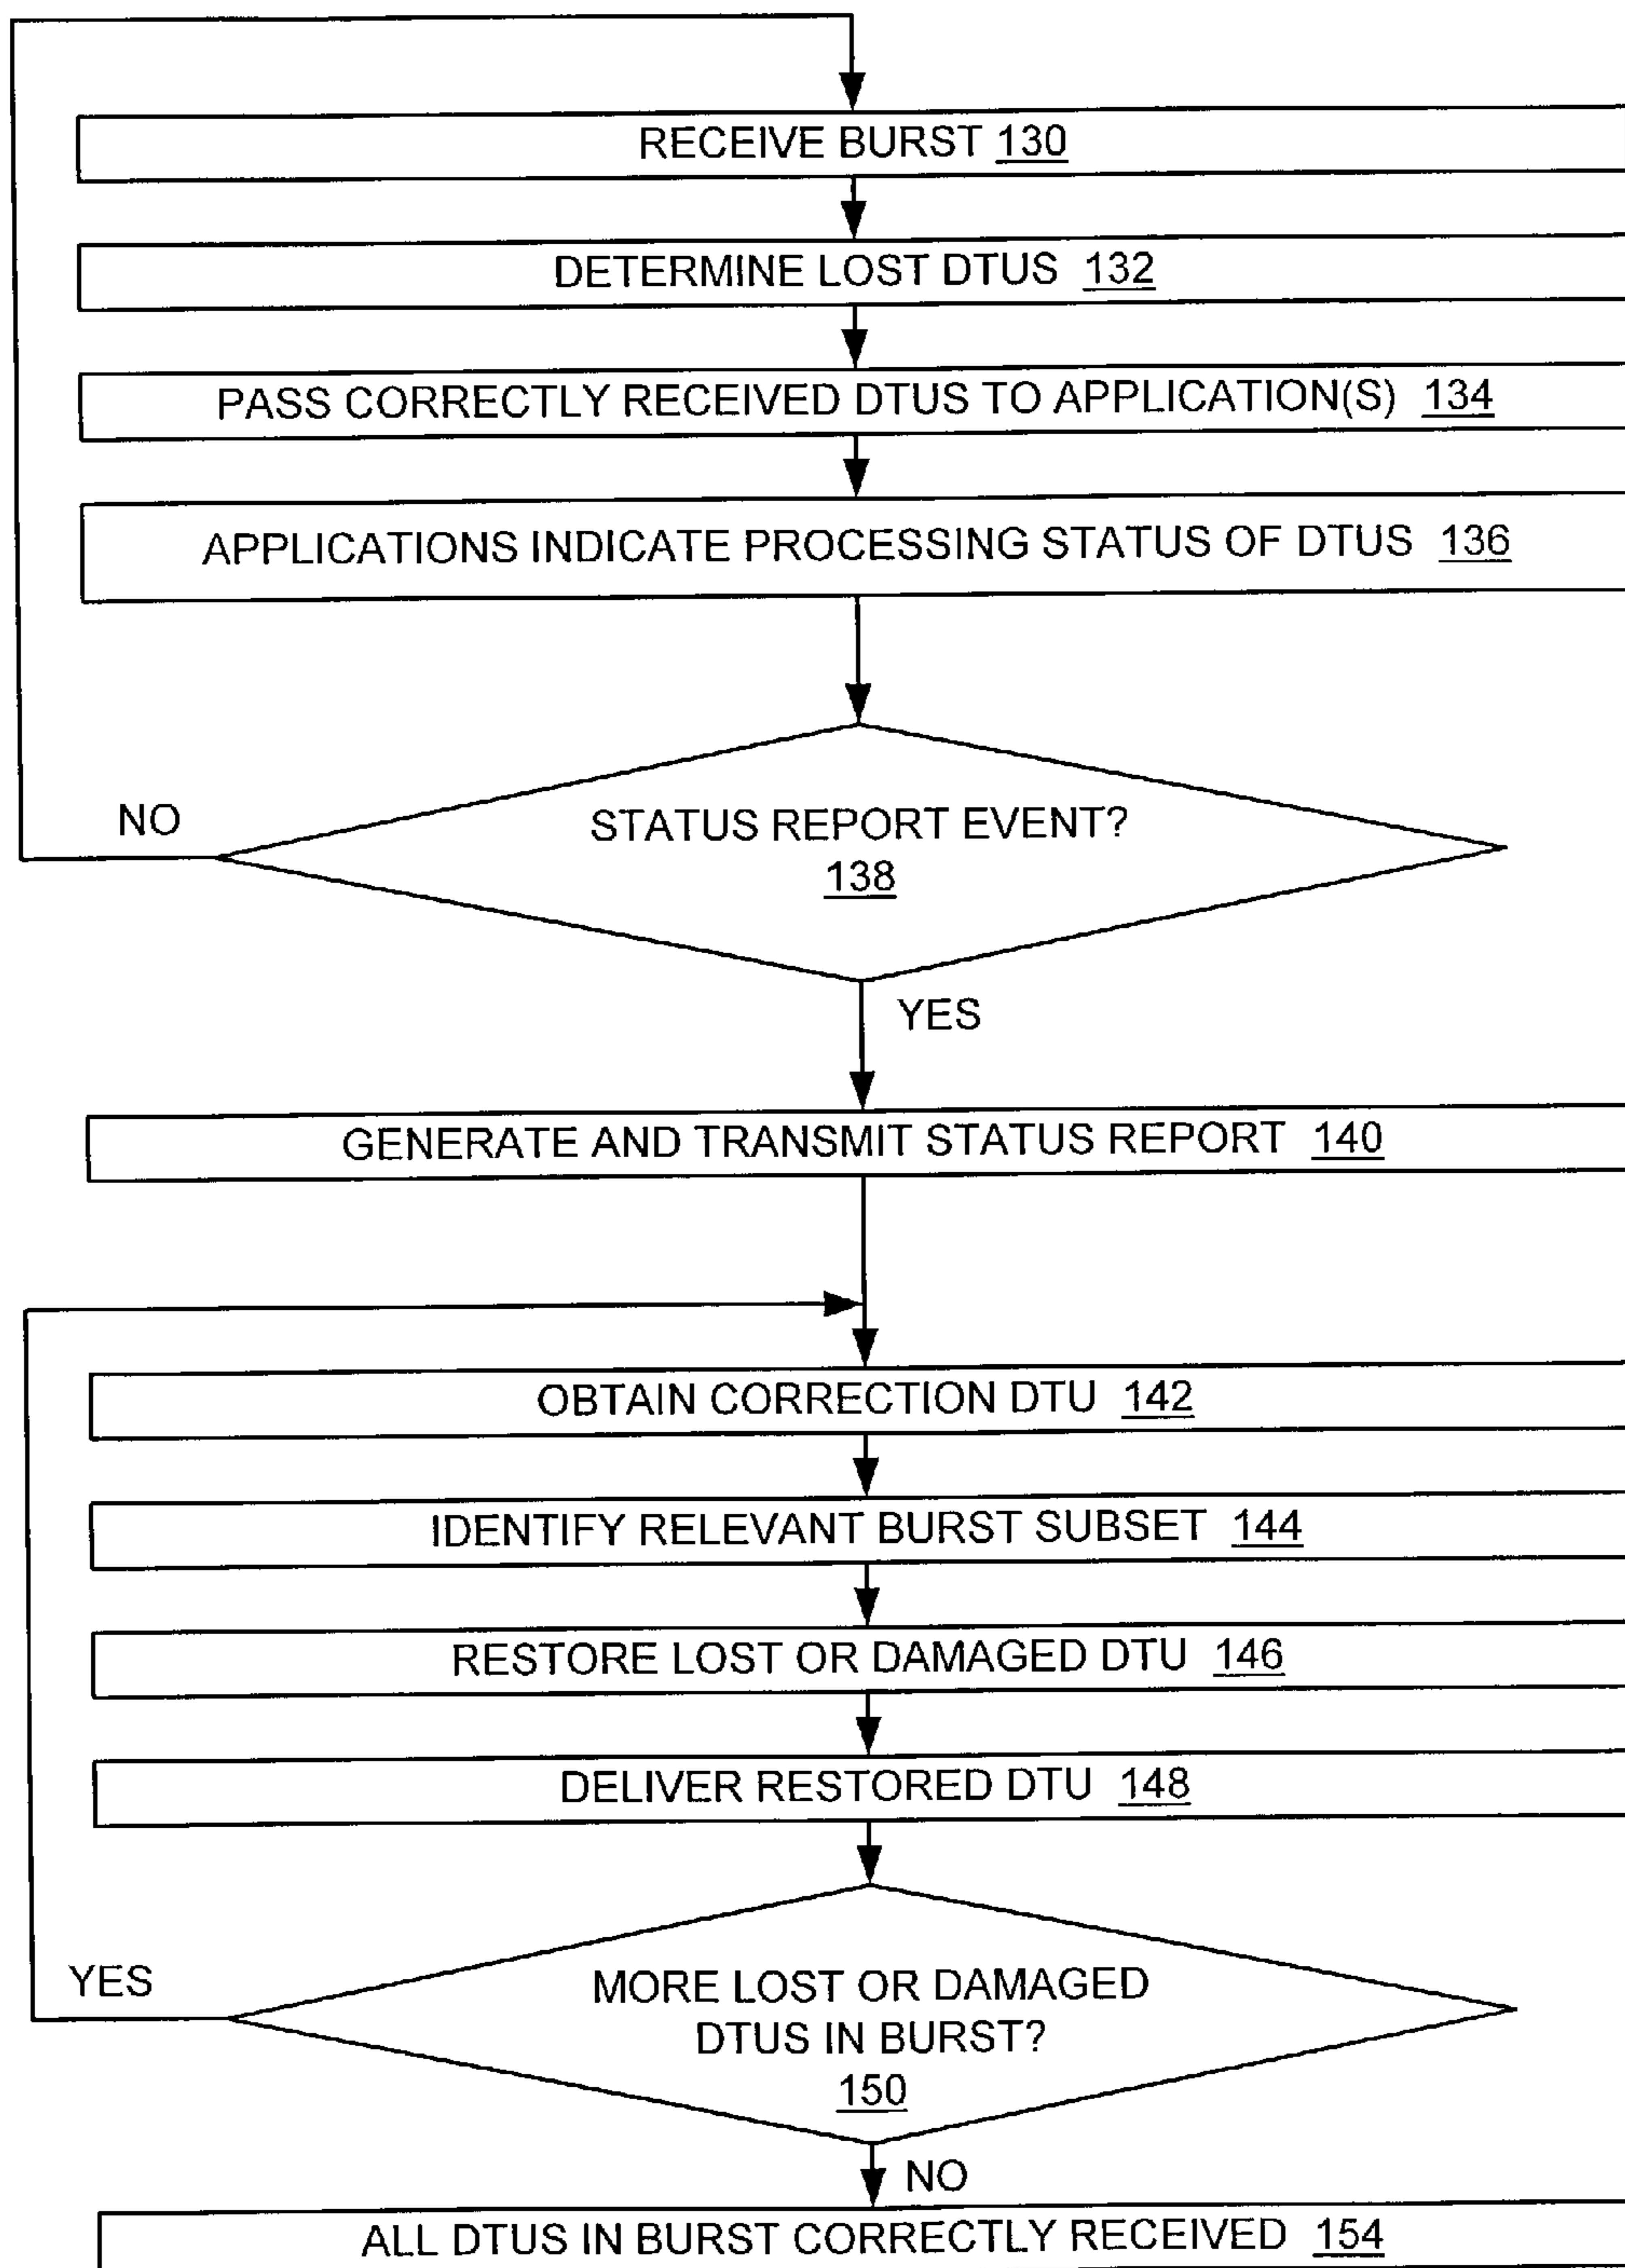 RECEIVE BURST 130
DETERMINE LOST DTUS 132
PASS CORRECTLY RECEIVED DTUS TO APPLICATION(S) 134
APPLICATIONS INDICATE PROCESSING STATUS OF DTUS 136
NO
STATUS REPORT EVENT?
138
YES
GENERATE AND TRANSMIT STATUS REPORT 140
OBTAIN CORRECTION DTU 142
IDENTIFY RELEVANT BURST SUBSET 144
RESTORE LOST OR DAMAGED DTU 146
DELIVER RESTORED DTU 148
YES
MORE LOST OR DAMAGED
DTUS IN BURST?
150
NO
ALL DTUS IN BURST CORRECTLY RECEIVED 154